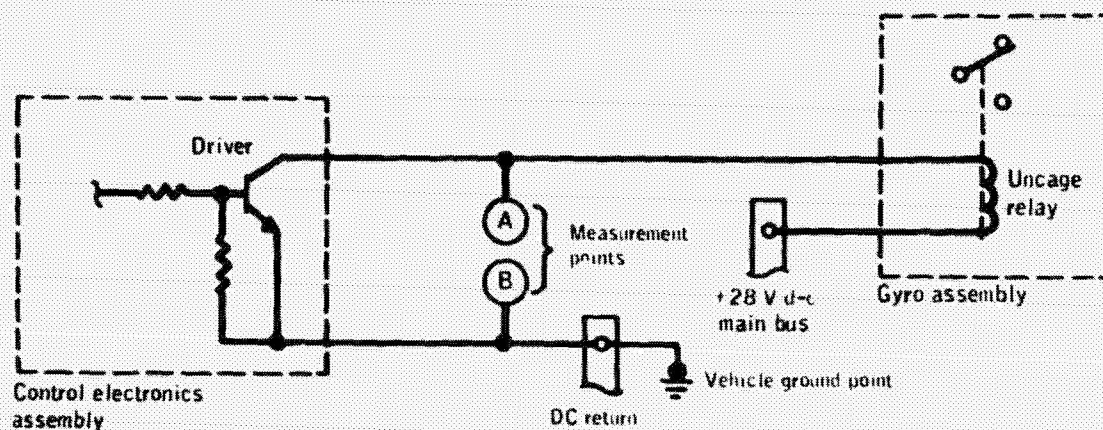 Driver
A
B
Measurement
points
Uncage
relay
+28 V d-c
main bus
Gyro assembly
Vehicle ground point
DC return
Control electronics
assembly